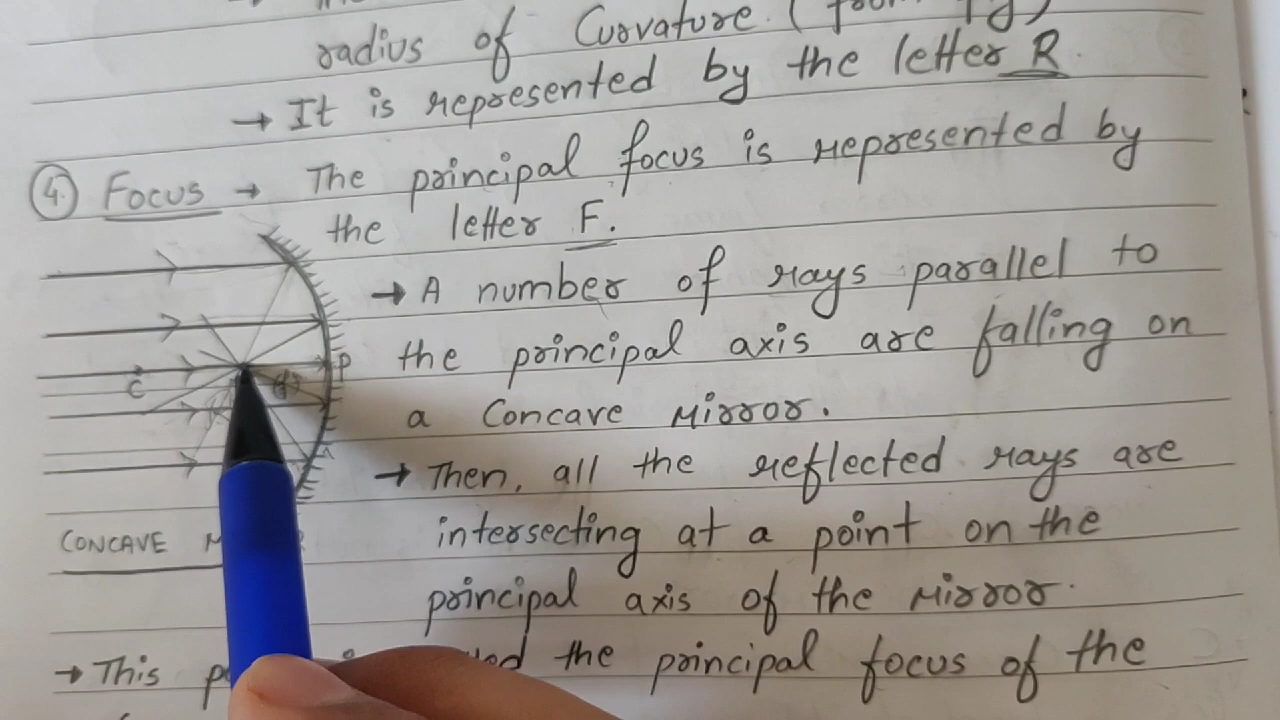 radius of Curvature. (from
→ It is represented by the letter R.
④ Focus → The principal focus is represented by
the letter F.
→ A number of rays parallel to
the principal axis are falling on
a Concave Mirror.
→ Then, all the reflected rays are
intersecting at a point on the
principal axis of the Mirror.
→ This the principal focus of the
C
P
CONCAVE